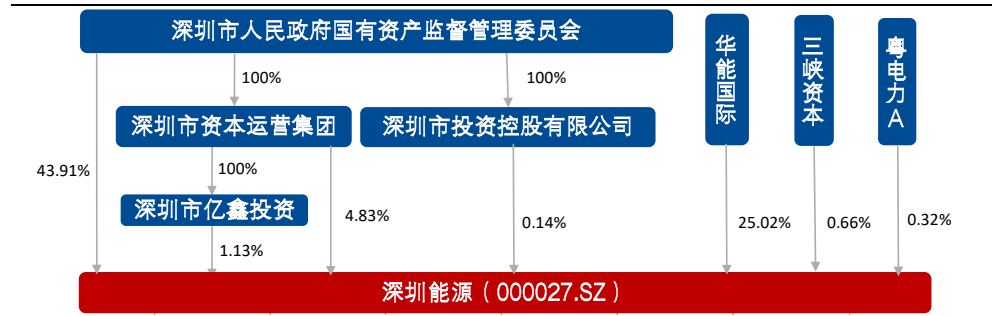 深圳市人民政府国有资产监督管理委员会
华能国际
三峡资本
粤电力A
100%
100%
深圳市资本运营集团
深圳市投资控股有限公司
43.91%
100%
深圳市亿鑫投资
4.83%
0.14%
25.02%
0.66%
0.32%
1.13%
深圳能源（000027.SZ）